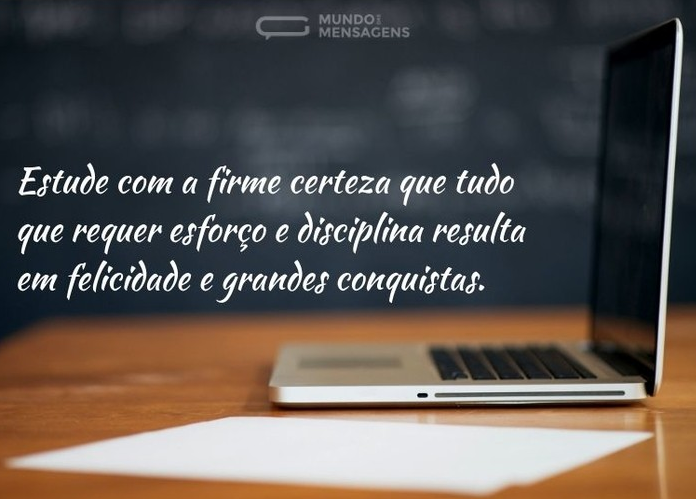 MUNDO DAS
MENSAGENS
Estude com a firme certeza que tudo
que requer esforço e disciplina resulta
em felicidade e grandes conquistas.